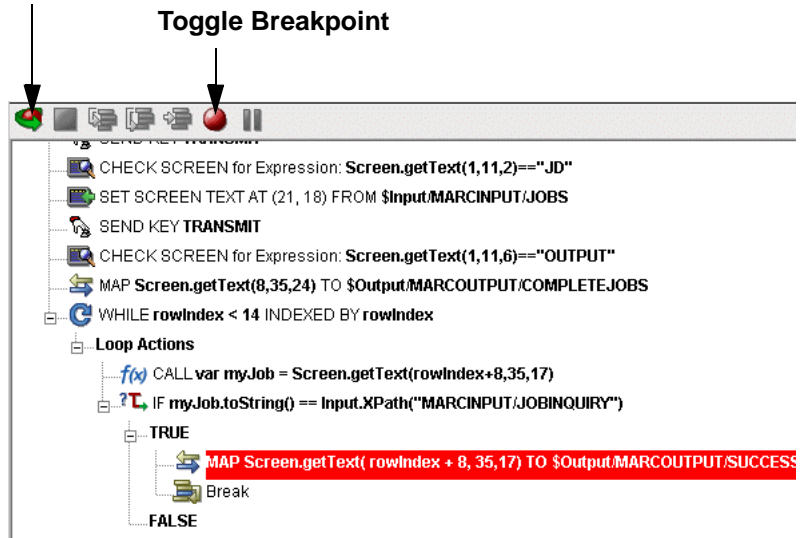 Toggle Breakpoint
SEND KEY TRANSMIT
CHECK SCREEN for Expression: Screen.getText(1,11,2)=="JD"
SET SCREEN TEXT AT (21, 18) FROM $Input/MARCINPUT/JOBS
SEND KEY TRANSMIT
CHECK SCREEN for Expression: Screen.getText(1,11,6)=="OUTPUT"
MAP Screen.getText(8,35,24) TO $Output/MARCOUTPUT/COMPLETEJOBS
WHILE rowIndex < 14 INDEXED BY rowIndex
Loop Actions
f(x) CALL var myJob = Screen.getText(rowIndex+8,35,17)
?T IF myJob.toString() == Input.XPath("MARCINPUT/JOBINQUIRY")
TRUE
MAP Screen.getText( rowIndex + 8, 35,17) TO $Output/MARCOUTPUT/SUCCESS
Break
FALSE